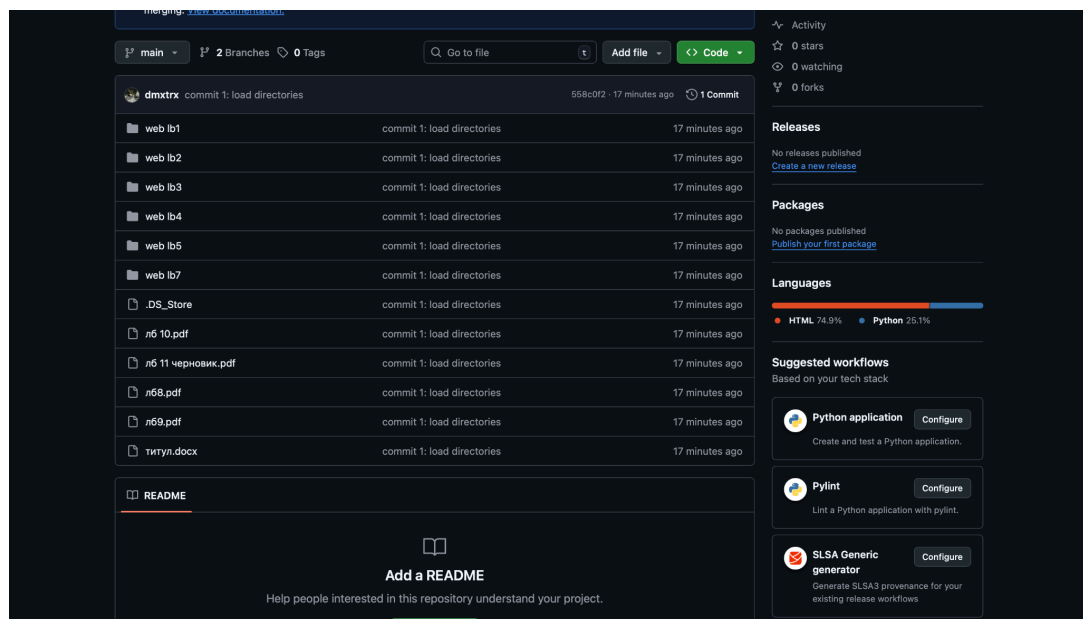 merging. View documentation.
main
2 Branches
0 Tags
Go to file
t
Add file
Code
dmxtrx commit 1: load directories
558c0f2 · 17 minutes ago
1 Commit
web lb1 commit 1: load directories 17 minutes ago
web lb2 commit 1: load directories 17 minutes ago
web lb3 commit 1: load directories 17 minutes ago
web lb4 commit 1: load directories 17 minutes ago
web lb5 commit 1: load directories 17 minutes ago
web lb7 commit 1: load directories 17 minutes ago
.DS_Store commit 1: load directories 17 minutes ago
лб 10.pdf commit 1: load directories 17 minutes ago
лб 11 черновик.pdf commit 1: load directories 17 minutes ago
лб8.pdf commit 1: load directories 17 minutes ago
лб9.pdf commit 1: load directories 17 minutes ago
титул.docx commit 1: load directories 17 minutes ago
README
Add a README
Help people interested in this repository understand your project.
Activity
0 stars
0 watching
0 forks
Releases
No releases published
Create a new release
Packages
No packages published
Publish your first package
Languages
HTML 74.9% Python 25.1%
Suggested workflows
Based on your tech stack
Python application
Configure
Create and test a Python application.
Pylint
Configure
Lint a Python application with pylint.
SLSA Generic
generator
Configure
Generate SLSA3 provenance for your
existing release workflows